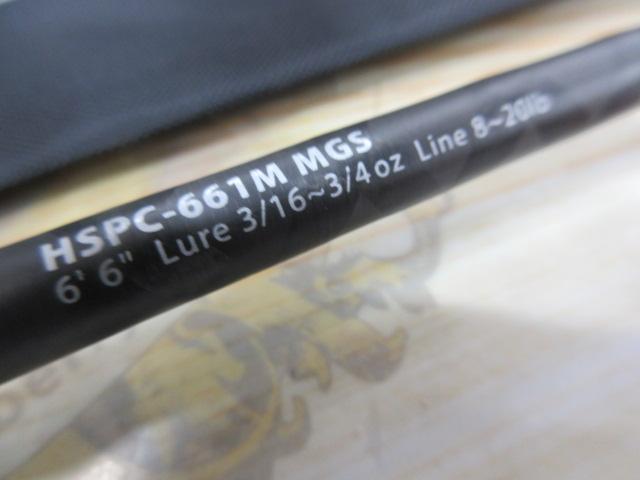 HSPC-661M MGS
6' 6" Lure 3/16~3/4oz Line 8~20lb